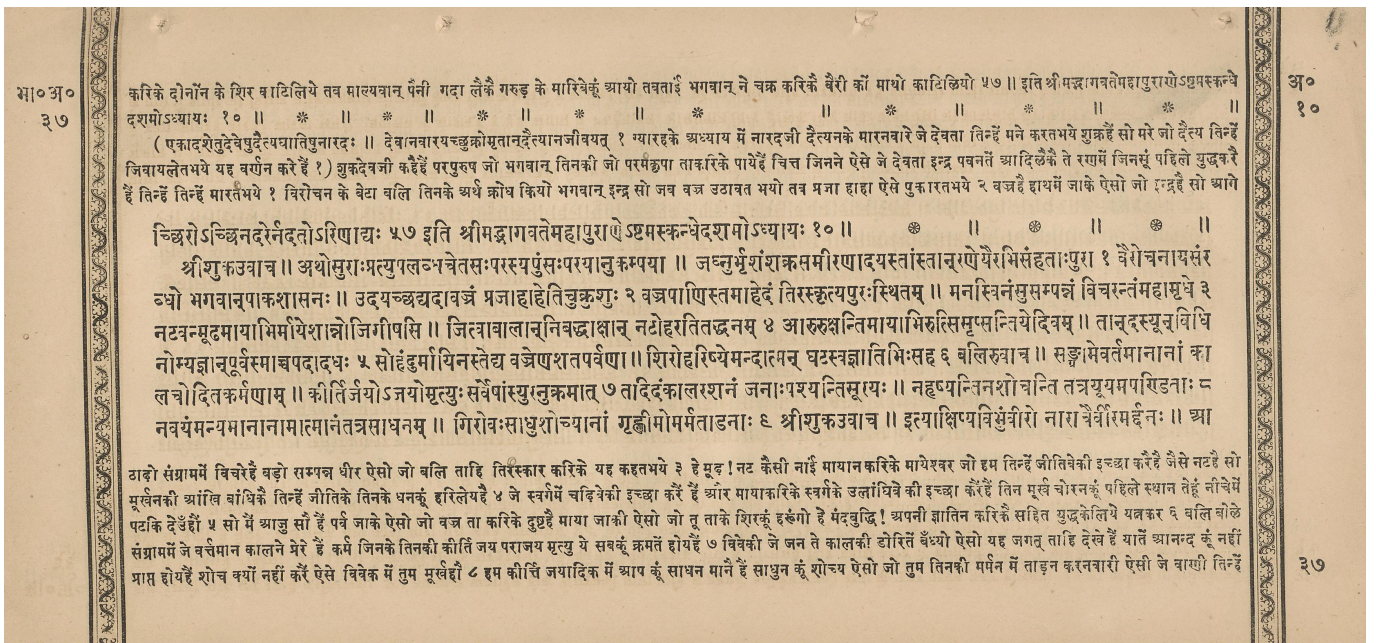 भा॰अ॰
३७
करिके दोनोंन के शिर काटिलिये तब माल्यवान् पैनी गदा लैकै गरुड़ के मारिबेकूं आयो तबताईं भगवान् ने चक्र करिकै बैरी कों माथो काटिलियो ५७ ॥ इति श्रीमद्भागवतेमहापुराणेऽष्टमस्कन्धे
दशमोऽध्यायः १० ॥ * ॥ * ॥ * ॥ * ॥ * ॥ * ॥ * ॥
( एकादशेतुदेवेषुदैत्यघातिषुनारदः ॥ देवानवारयच्छुक्रोमृतान्दैत्यानजीवयत् १ ग्यारहके अध्याय में नारदजी दैत्यनके मारनवारे जे देवता तिन्हें मने करतभये शुक्रहैं सो मरे जो दैत्य तिन्हें
जिवायलेतभये यह वर्णन करे हैं १) शुकदेवजी कहेहैं परपुरुष जो भगवान् तिनकी जो परमकृपा ताकरिके पायेहैं चित्त जिनने ऐसे जे देवता इन्द्र पवनतें आदिलैकै ते रणमें जिनसूं पहिले युद्धकरै
हैं तिन्हें तिन्हें मारतभये १ विरोचन के बेटा बलि तिनके अर्थ क्रोध कियो भगवान् इन्द्र सो जब वज्र उठावत भयो तब प्रजा हाहा ऐसे पुकारतभये २ वज्रहै हाथमें जाके ऐसो जो इन्द्रहै सो आगे
च्छिरोऽच्छिनदरेर्नदतोऽरिणाद्यः ५७ इति श्रीमद्भागवतेमहापुराणेऽष्टमस्कन्धेदशमोऽध्यायः १० ॥ * ॥ * ॥ * ॥
श्रीशुकउवाच ॥ अथोसुराःप्रत्युपलब्धचेतसःपरस्यपुंसःपरयानुकम्पया ॥ जघ्नुर्भृशंशक्रसमीरणादयस्तांस्तान्रणेयैरभिसंहताःपुरा १ वैरोचनायसंर
ब्धो भगवान्पाकशासनः ॥ उदयच्छद्यदावज्रं प्रजाहाहेतिचुक्रुशुः २ वज्रपाणिस्तमाहेदं तिरस्कृत्यपुरःस्थितम् ॥ मनस्विनंसुसम्पन्नं विचरन्तंमहामृधे ३
नटवन्मूढमायाभिर्मायेशान्नोजिगीषसि ॥ जित्वाबालान्निबद्धाक्षान् नटोहरतितद्धनम् ४ आरुरुक्षन्तिमायाभिरुत्सिसृप्सन्तियेदिवम् ॥ तान्दस्यून्विधि
नोम्यज्ञान्पूर्वस्माच्चपदादधः ५ सोहंदुर्मायिनस्तेद्य वज्रेणशतपर्वणा ॥ शिरोहरिष्येमन्दात्मन् घटस्वज्ञातिभिःसह ६ बलिरुवाच ॥ सङ्ग्रामेवर्तमानानां का
लचोदितकर्मणाम् ॥ कीर्तिर्जयोऽजयोमृत्युः सर्वेषांस्युरनुक्रमात् ७ तदिदंकालरशनं जनाःपश्यन्तिसूरयः ॥ नहृष्यन्तिनशोचन्ति तत्रयूयमपण्डिताः ८
नवयंमन्यमानानामात्मानंतत्रसाधनम् ॥ गिरोवःसाधुशोच्यानां गृह्णीमोमर्मताडनाः ९ श्रीशुकउवाच ॥ इत्याक्षिप्यविभुंवीरो नाराचैर्वीरमर्द्दनः ॥ आ
ठाढ़ो संग्राममें विचरेहै बड़ो सम्पन्न धीर ऐसो जो बलि ताहि तिरस्कार करिके यह कहतभये ३ हे मूढ़ ! नट कैसी नाईं मायान करिके मायेश्वर जो हम तिन्हें जीतिबेकी इच्छा करैहै जैसे नटहै सो
मूर्खनकी आंखि बांधिकै तिन्हें जीतिके तिनके धनकूं हरिलेयहै ४ जे स्वर्गमें चढ़िबेकी इच्छा करैं हैं और मायाकरिके स्वर्गके उलांघिबे की इच्छा करैंहैं तिन मूर्ख चोरनकूं पहिले स्थान तेहूं नीचेमें
पटकि देउँहौं ५ सो मैं आजु सौ हैं पर्व जाके ऐसो जो वज्र ता करिके दुष्टहै माया जाकी ऐसो जो तू ताके शिरकूं हरूंगो हे मंदबुद्धि ! अपनी ज्ञातिन करिकै सहित युद्धकेलिये यत्नकर ६ बलि बोले
संग्राममें जे वर्त्तमान कालने प्रेरे हैं कर्म जिनके तिनकी कीर्ति जय पराजय मृत्यु ये सबकूं क्रमतें होयहैं ७ विवेकी जे जन ते कालकी डोरितें बँध्यो ऐसो यह जगत् ताहि देखे हैं यातें आनन्द कूं नहीं
प्राप्त होयहैं शोच क्यों नहीं करैं ऐसे विवेक में तुम मूर्खहौ ८ हम कीर्त्ति जयादिक में आप कूं साधन मानै हैं साधुन कूं शोच्य ऐसो जो तुम तिनकी मर्मन में ताड़न करनवारी ऐसी जे वाणी तिन्हें
अ॰
१०
३७